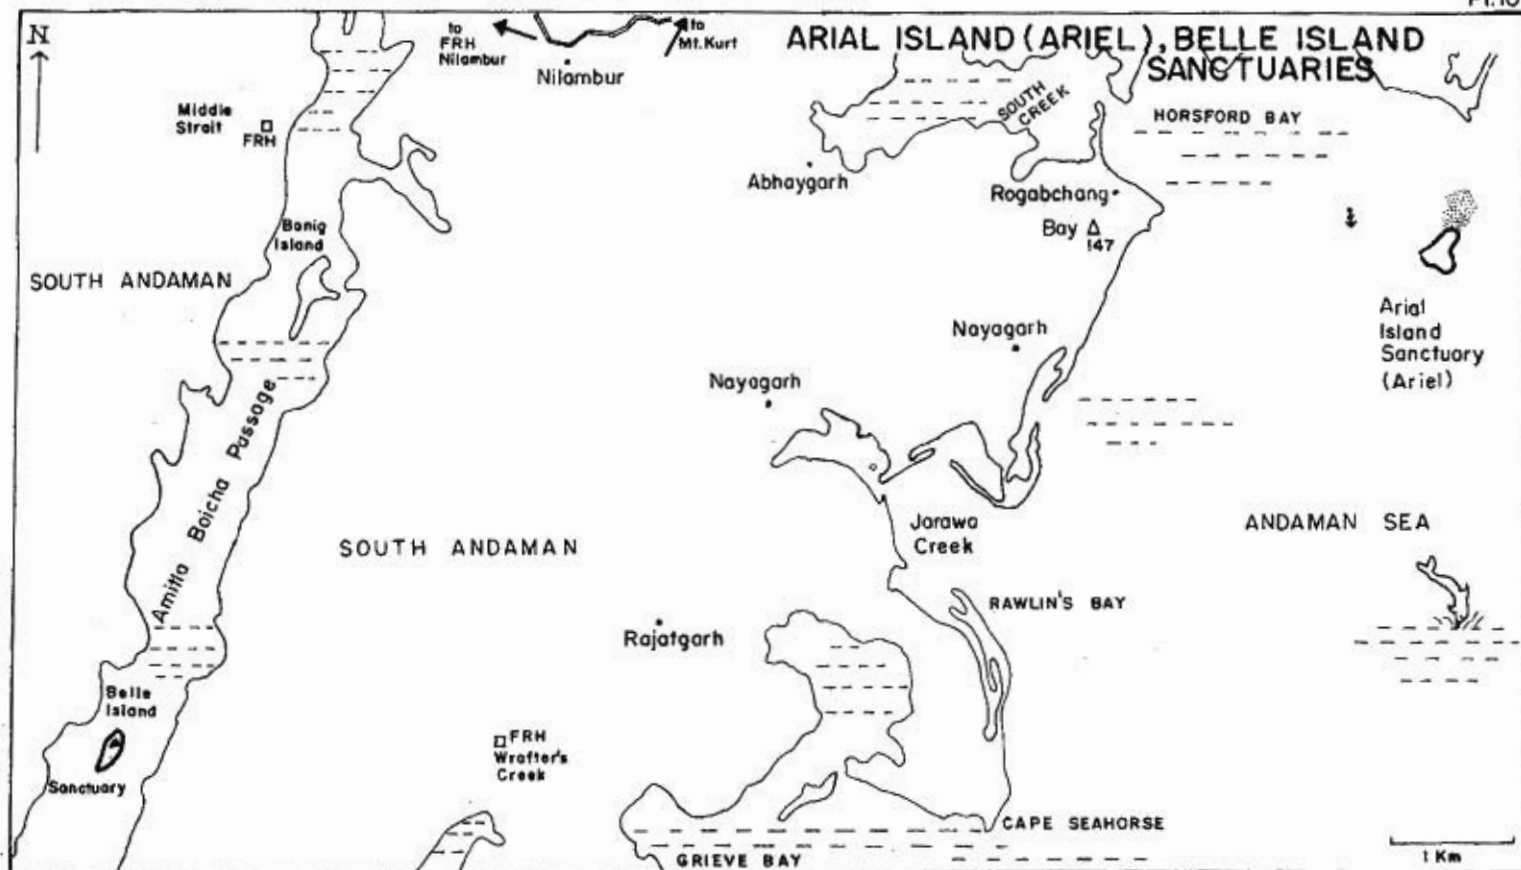 N
to
FRH
Nilambur
Nilambur
to
Mt.Kurt
ARIAL ISLAND (ARIEL), BELLE ISLAND
SANCTUARIES
Middle
Strait
FRH
SOUTH
CREEK
HORSFORD BAY
Abhaygarh
Rogabchang
Bay
147
Bonig
Island
SOUTH ANDAMAN
Arial
Island
Sanctuary
(Ariel)
Nayagarh
Nayagarh
Amitla Boicha Passage
SOUTH ANDAMAN
Jarawa
Creek
ANDAMAN SEA
RAWLIN'S BAY
Rajatgarh
Belle
Island
Sanctuary
FRH
Wrafter's
Creek
CAPE SEAHORSE
GRIEVE BAY
1 Km